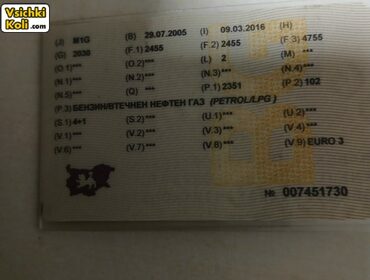 Vsichki
Koli.com
(J) M1G (B) 29.07.2005 (I) 09.03.2016 (H)
(G) 2030 (F.1) 2455 (F.2) 2455 (F.3) 4755
(O.1)*** (O.2)*** (L) 2 (M) ***
(N.1)*** (N.2)*** (N.3)*** (N.4)***
(N.5)*** (Q) *** (P.1) 2351 (P.2) 102
(P.3) БЕНЗИН/ВТЕЧНЕН НЕФТЕН ГАЗ (PETROL/LPG)
(S.1) 4+1 (S.2)*** (U.1)*** (U.2)***
(V.1)*** (V.2)*** (V.3)*** (V.4)***
(V.6)*** (V.7)*** (V.8)*** (V.9) EURO 3
№ 007451730